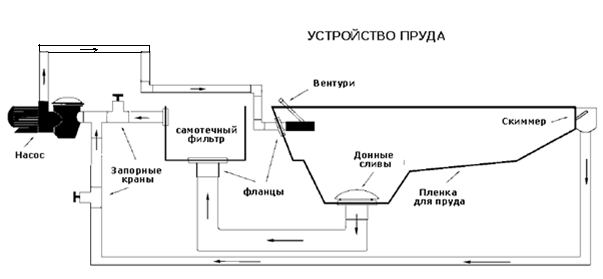 УСТРОЙСТВО ПРУДА
Вентури
Скиммер
самотечный
фильтр
Насос
Запорные
краны
фланцы
Донные
сливы
Пленка
для пруда